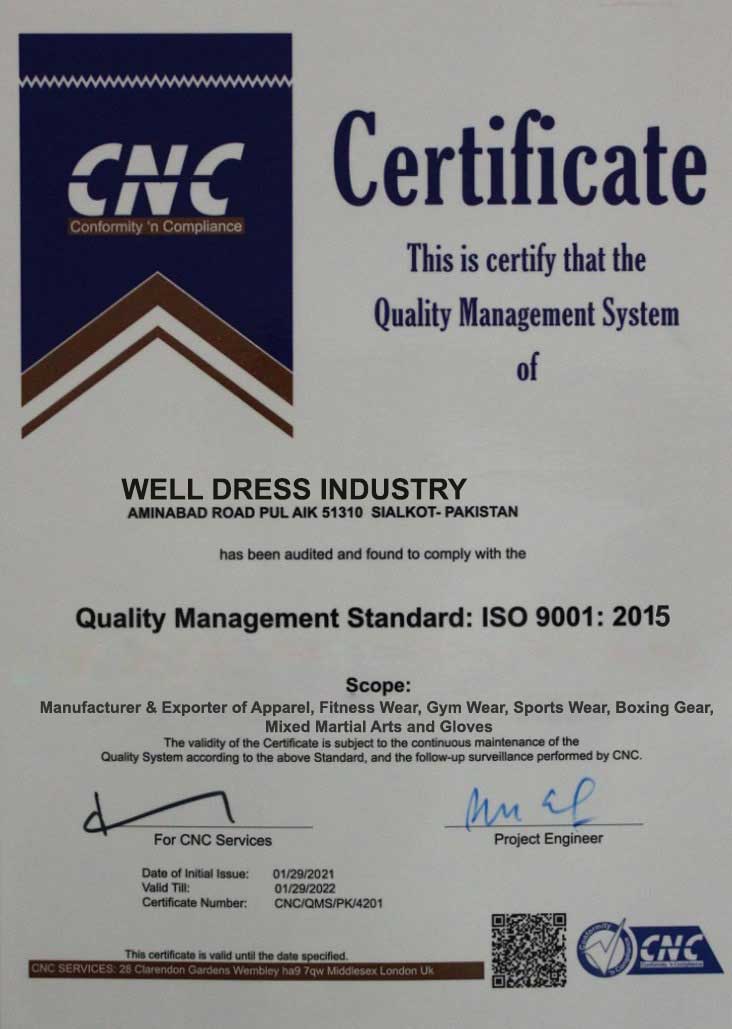 CNC
Conformity 'n Compliance
Certificate
This is certify that the
Quality Management System
of
WELL DRESS INDUSTRY
AMINABAD ROAD PUL AIK 51310 SIALKOT- PAKISTAN
has been audited and found to comply with the
Quality Management Standard: ISO 9001: 2015
Scope:
Manufacturer & Exporter of Apparel, Fitness Wear, Gym Wear, Sports Wear, Boxing Gear,
Mixed Martial Arts and Gloves
The validity of the Certificate is subject to the continuous maintenance of the
Quality System according to the above Standard, and the follow-up surveillance performed by CNC.
For CNC Services
Project Engineer
Date of Initial Issue: 01/29/2021
Valid Till: 01/29/2022
Certificate Number: CNC/QMS/PK/4201
This certificate is valid until the date specified.
CNC SERVICES: 28 Clarendon Gardens Wembley ha9 7qw Middlesex London Uk
Conformity
'n Compliance
CNC
Conformity 'n Compliance